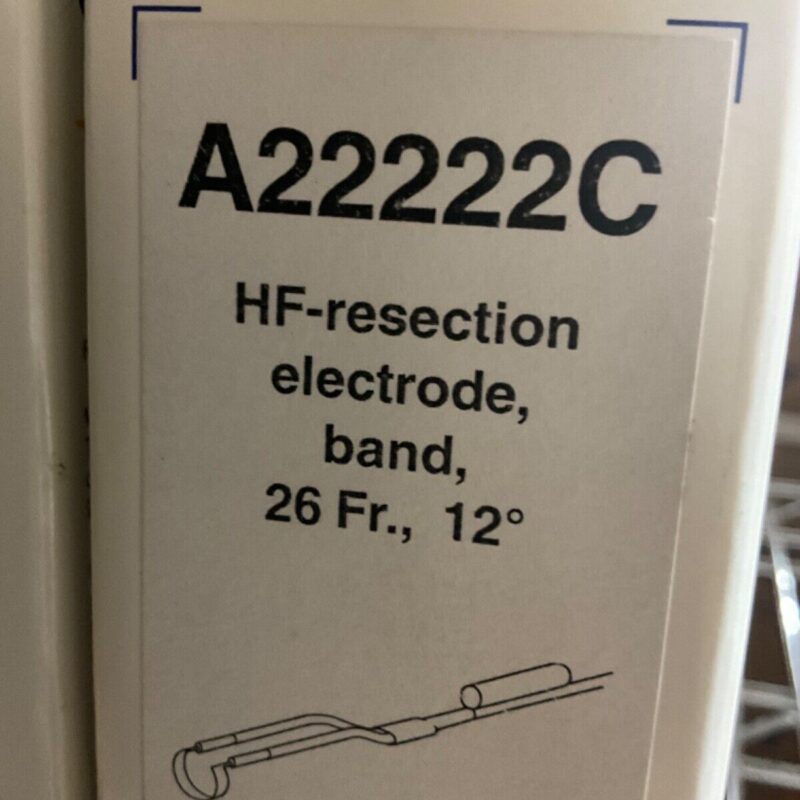 A22222C
HF-resection
electrode,
band,
26 Fr., 12°